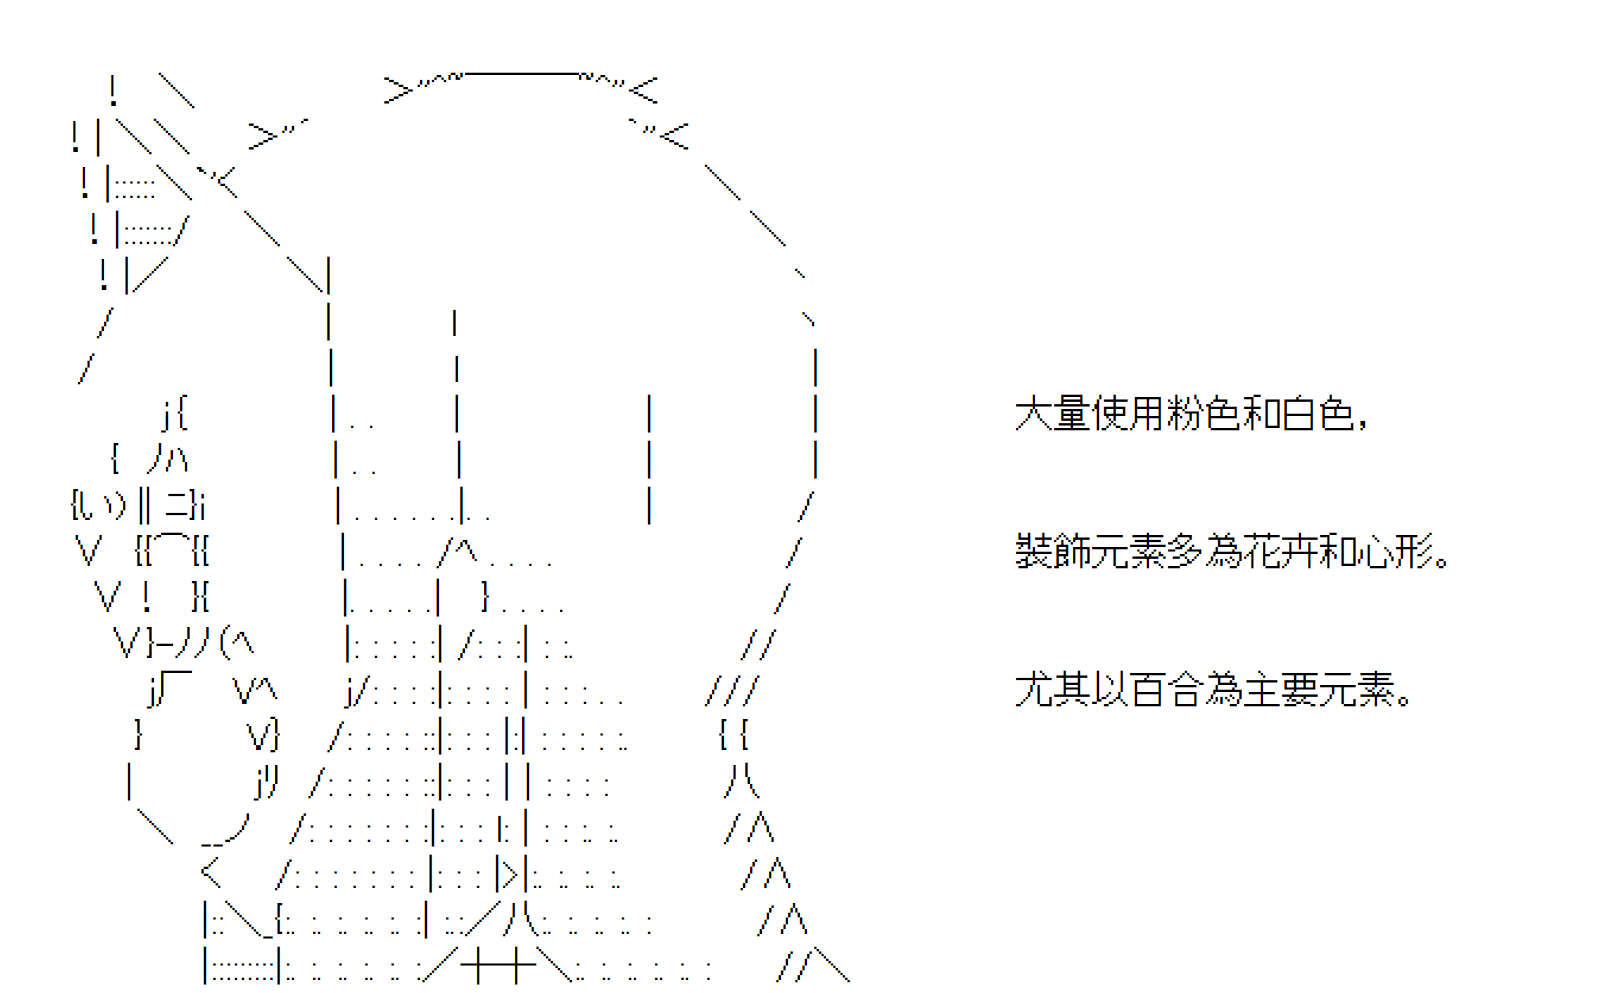 大量使用粉色和白色，
裝飾元素多為花卉和心形。
尤其以百合為主要元素。